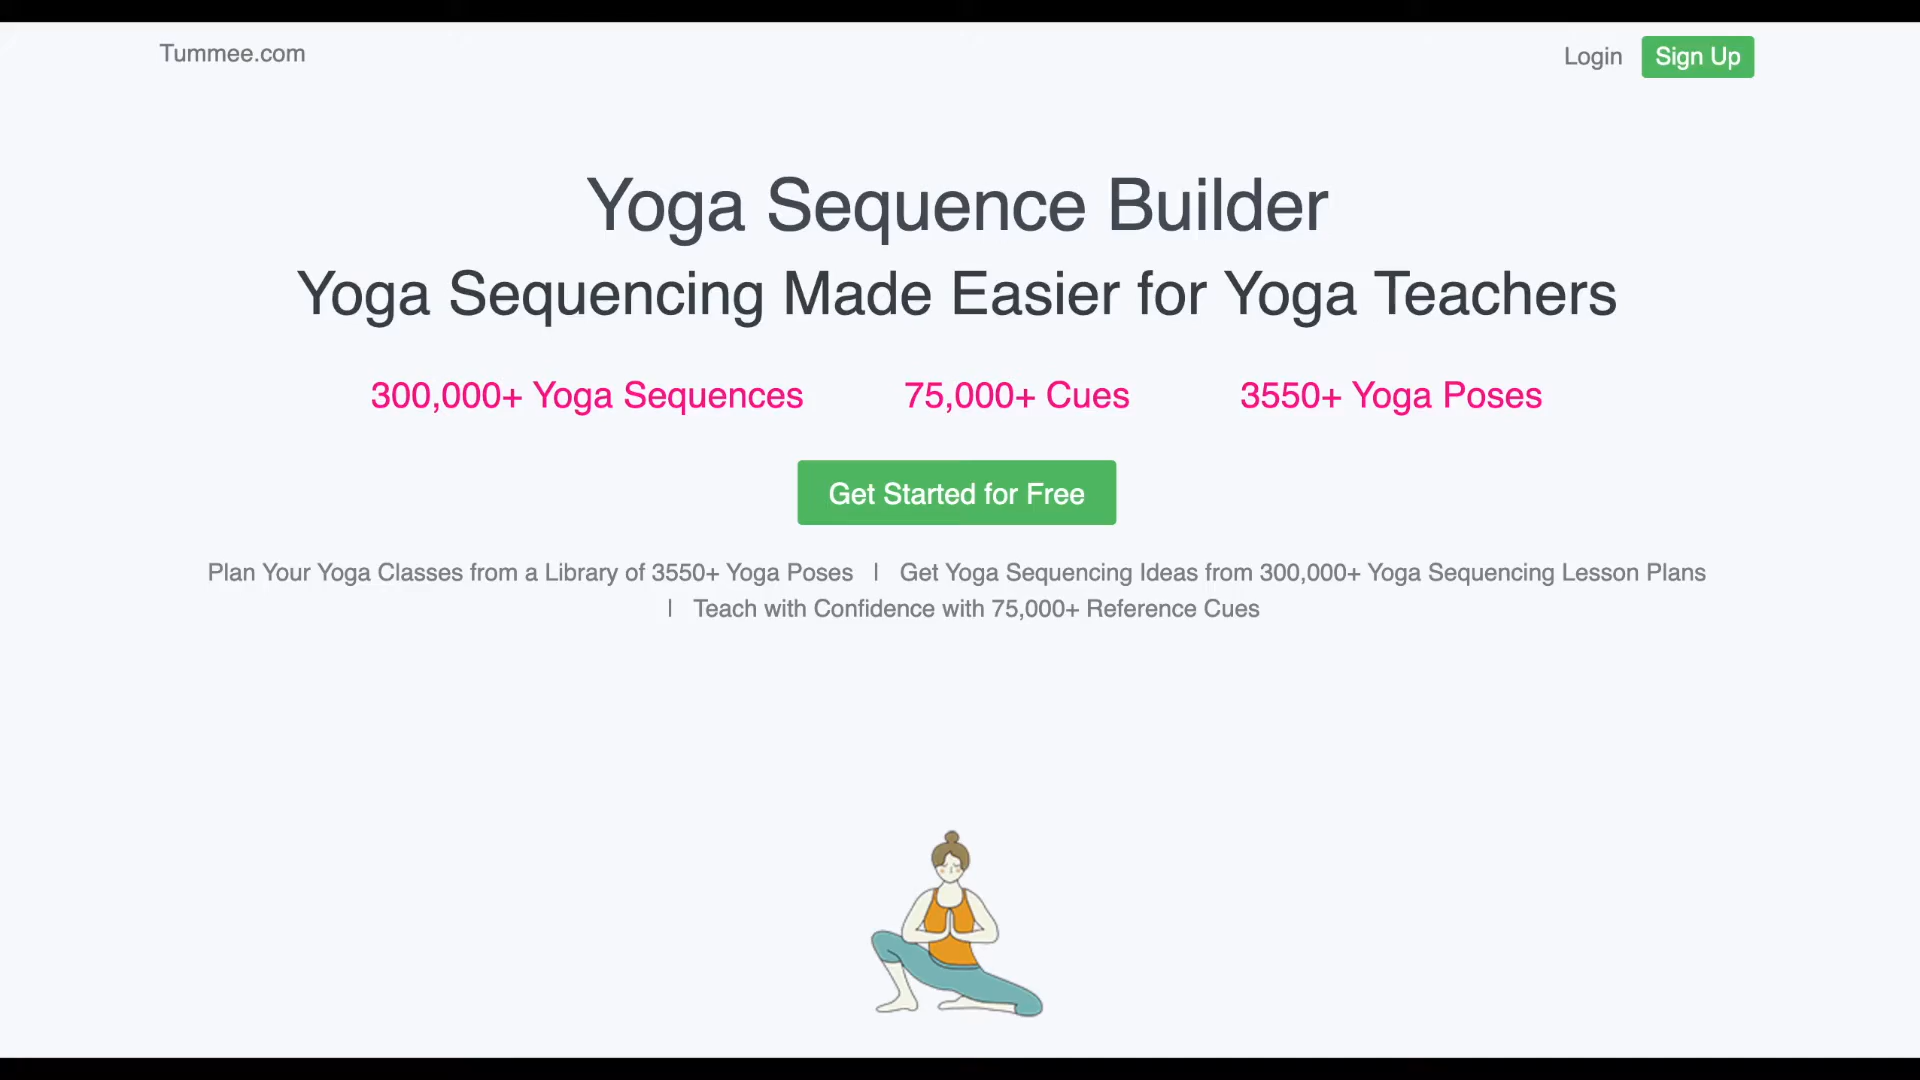 Tummee.com
Login
Sign Up
Yoga Sequence Builder
Yoga Sequencing Made Easier for Yoga Teachers
300,000+ Yoga Sequences
75,000+ Cues
3550+ Yoga Poses
Get Started for Free
Plan Your Yoga Classes from a Library of 3550+ Yoga Poses | Get Yoga Sequencing Ideas from 300,000+ Yoga Sequencing Lesson Plans
| Teach with Confidence with 75,000+ Reference Cues